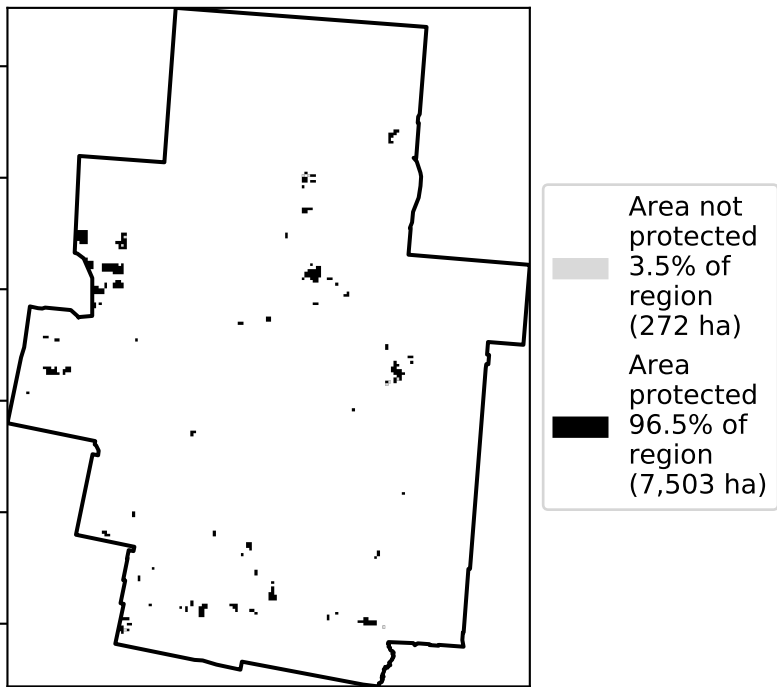 Area not
protected
3.5% of
region
(272 ha)
Area
protected
96.5% of
region
(7,503 ha)